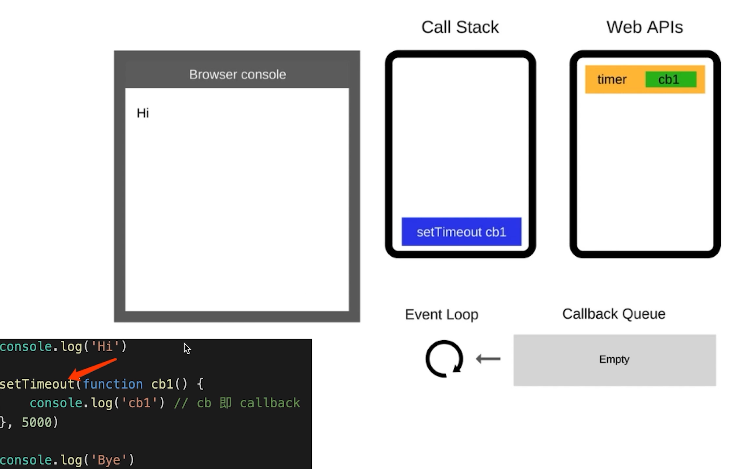 Call Stack
Web APIs
Browser console
timer
cb1
Hi
setTimeout cb1
Event Loop
Callback Queue
Empty
console.log('Hi')
setTimeout(function cb1() {
console.log('cb1') // cb 即 callback
}, 5000)
console.log('Bye')